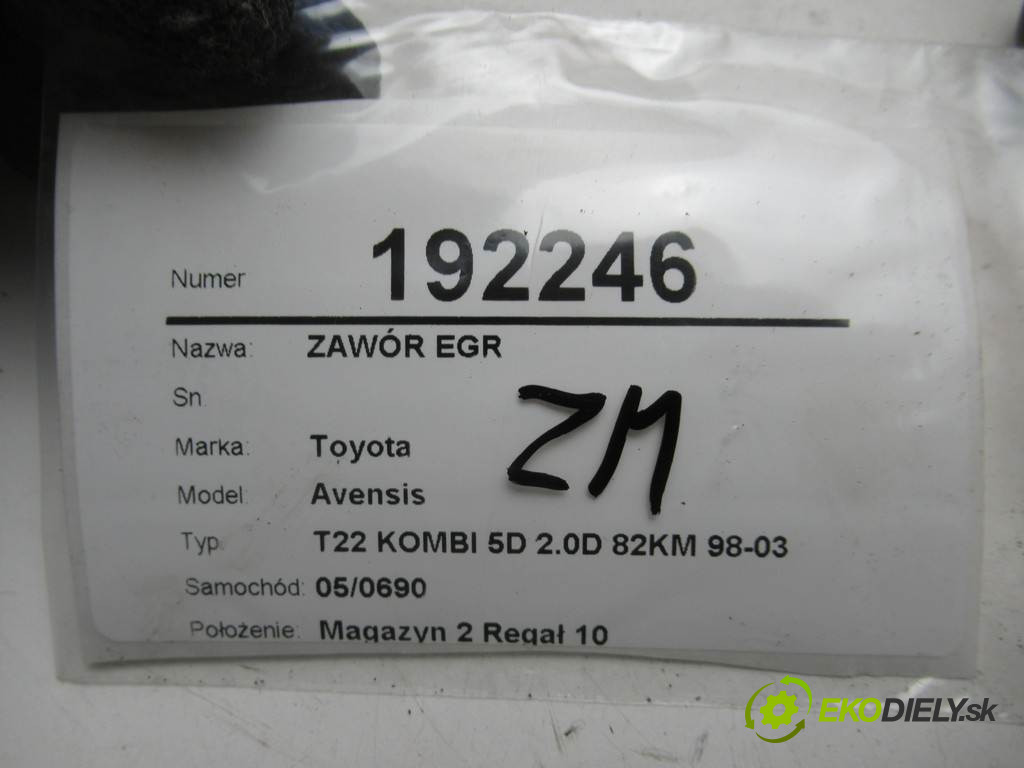 Numer 192246
Nazwa: ZAWÓR EGR
Sn.
ZM
Marka: Toyota
Model: Avensis
Typ. T22 KOMBI 5D 2.0D 82KM 98-03
Samochód: 05/0690
Położenie: Magazyn 2 Regał 10
EKODIELY.sk